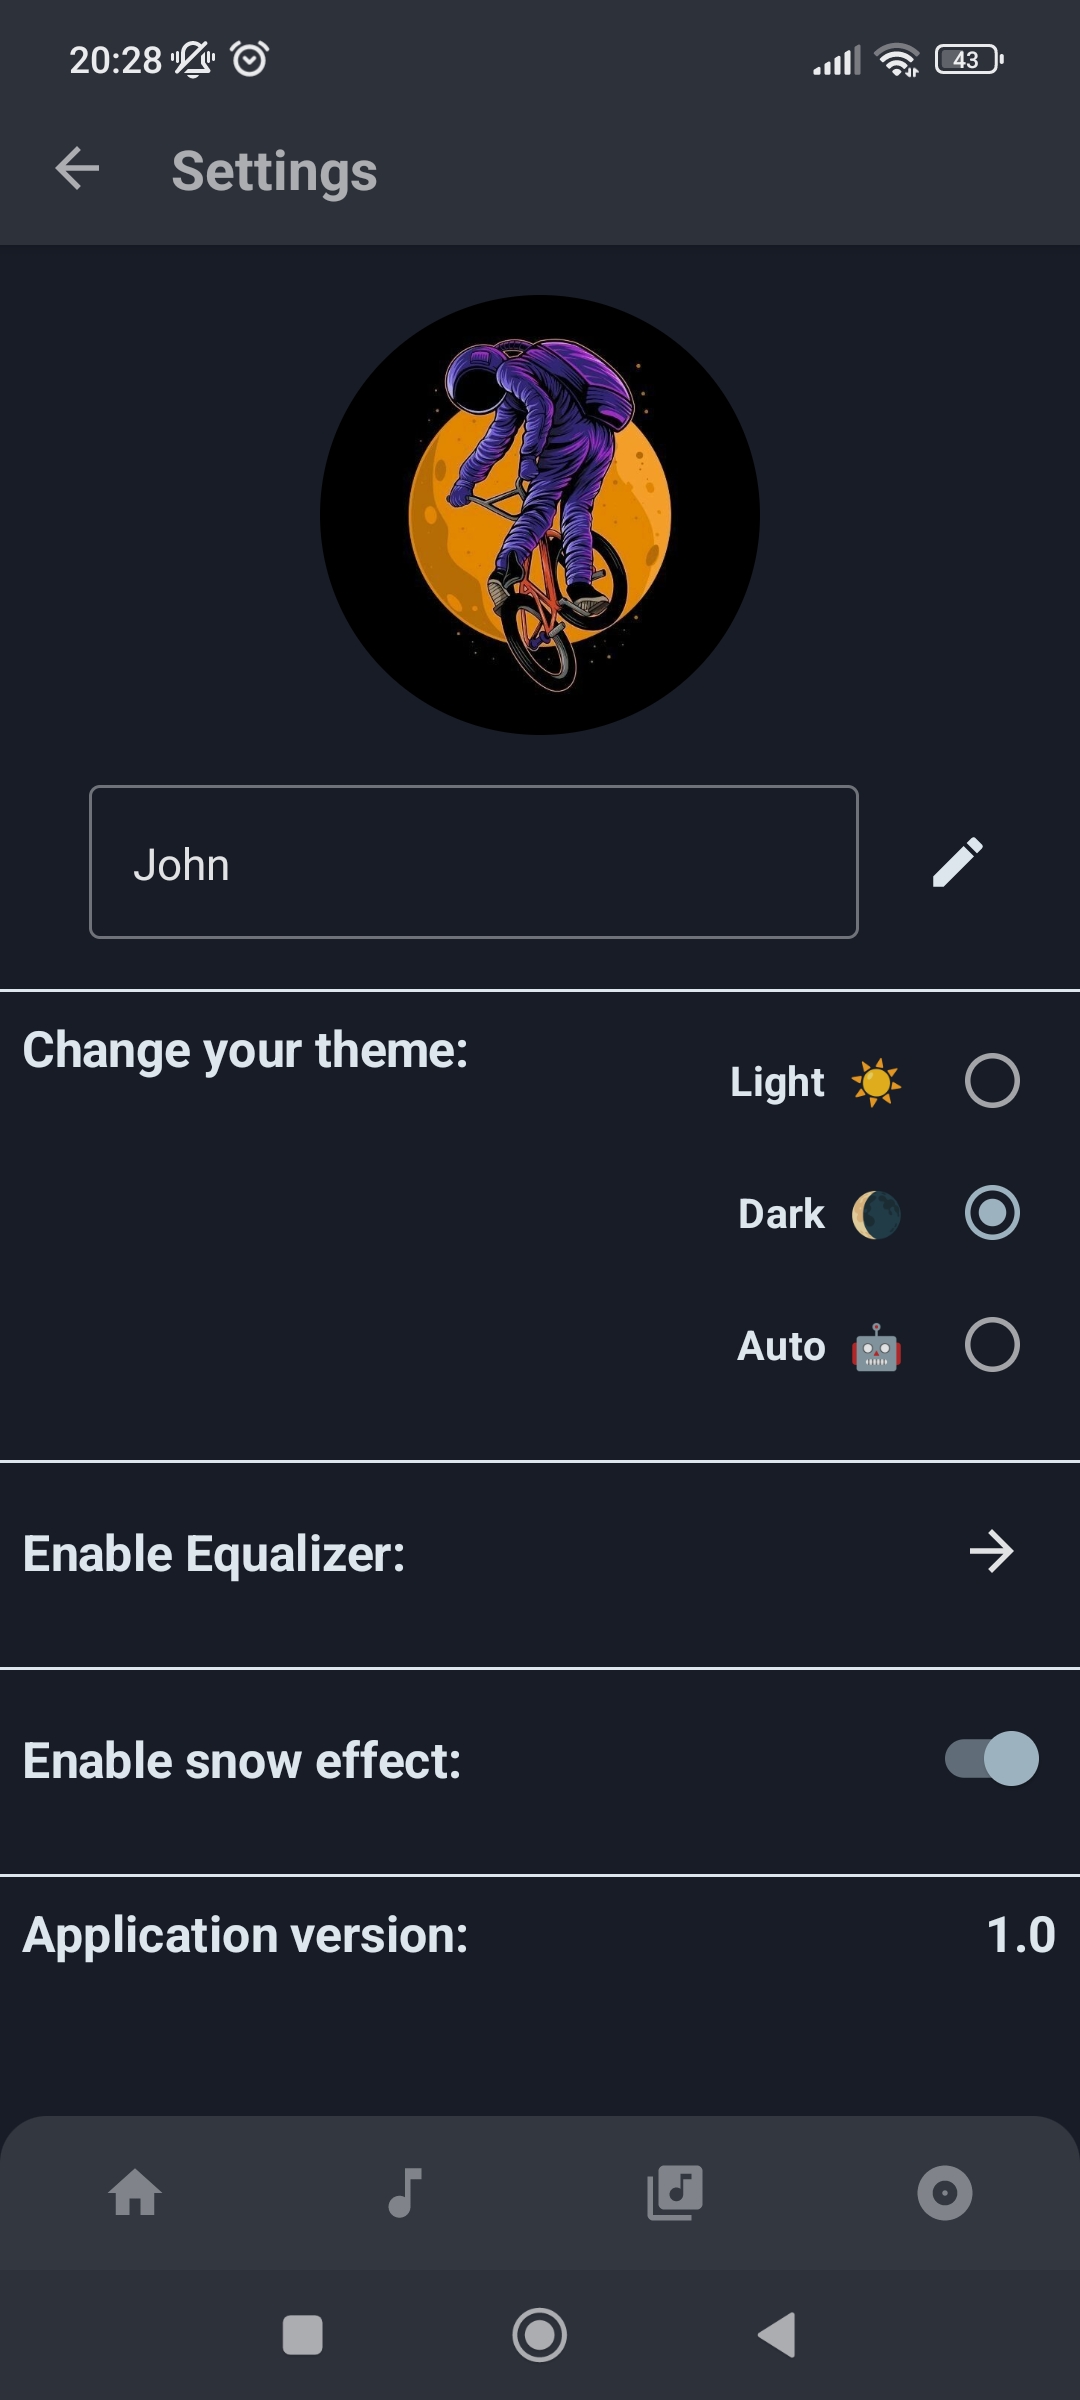 20:28
43
Settings
John
Change your theme:
Light ☀️
Dark 🌘
Auto 🤖
Enable Equalizer:
Enable snow effect:
Application version: 1.0